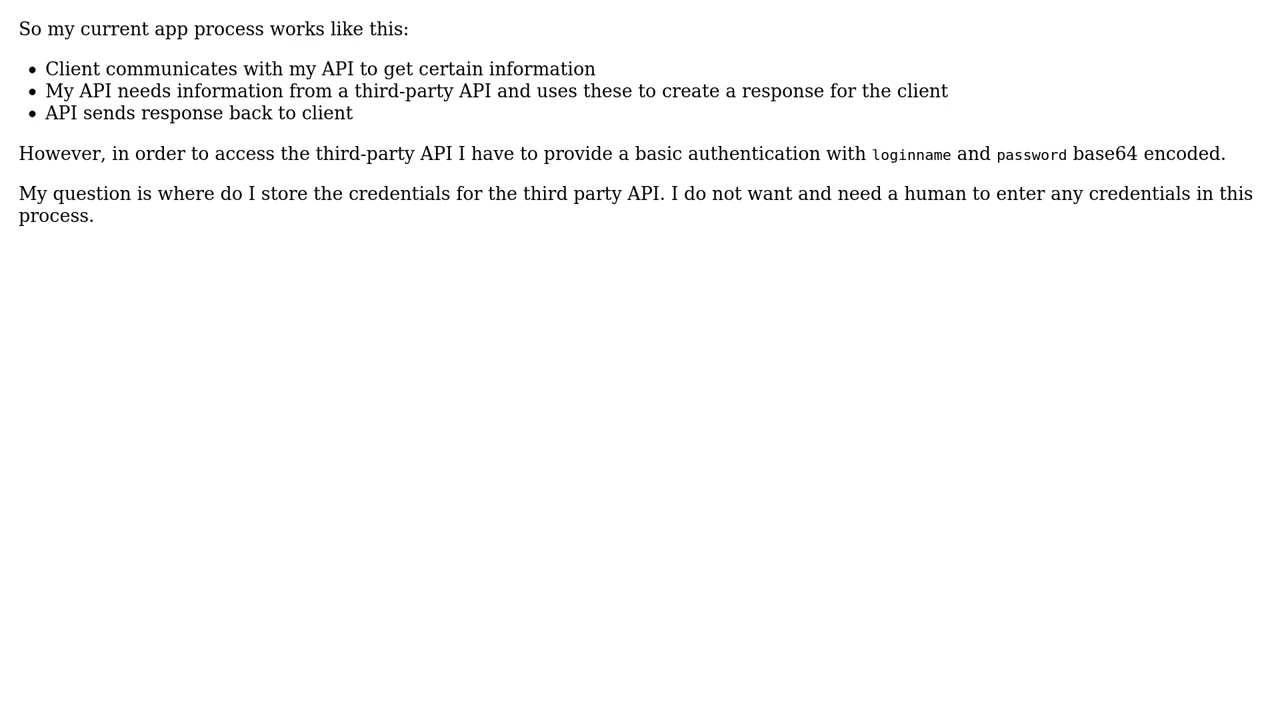 So my current app process works like this:
• Client communicates with my API to get certain information
• My API needs information from a third-party API and uses these to create a response for the client
• API sends response back to client
However, in order to access the third-party API I have to provide a basic authentication with loginname and password base64 encoded.
My question is where do I store the credentials for the third party API. I do not want and need a human to enter any credentials in this
process.